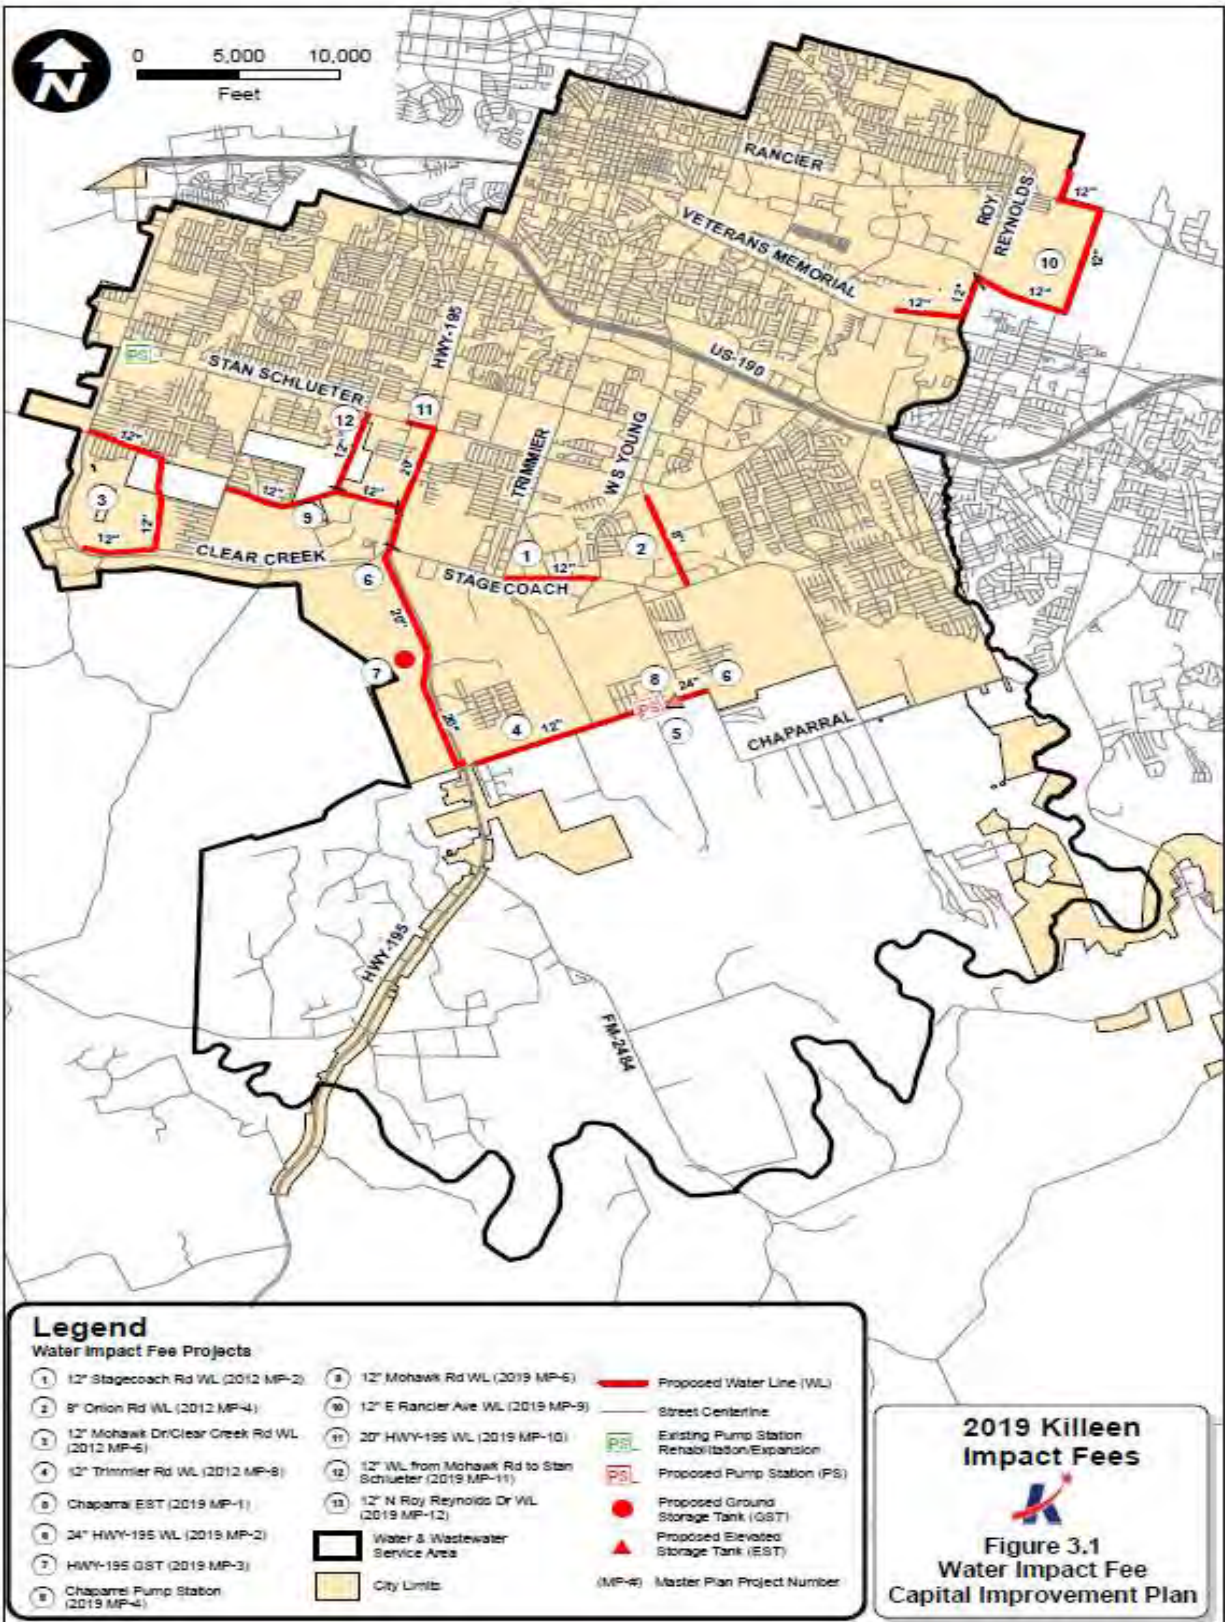 N
0 5,000 10,000
Feet
RANCIER
ROY
REYNOLDS
12"
VETERANS MEMORIAL
10
12"
12"
12"
12"
HWY-195
US-190
PS
STAN SCHLUETER
11
12
12"
20"
TRIMMIER
WS YOUNG
12"
3
12"
12"
12"
12"
9
CLEAR CREEK
8"
2
1
12"
STAGECOACH
6
20"
7
8
24"
6
PS
20"
4
12"
5
CHAPARRAL
HWY-195
FM-2484
Legend
Water Impact Fee Projects
1 12" Stagecoach Rd WL (2012 MP-2)
2 8" Onion Rd WL (2012 MP-4)
3 12" Mohawk Dr/Clear Creek Rd WL
(2012 MP-6)
4 12" Trimmier Rd WL (2012 MP-8)
Chaparral EST (2019 MP-1)
6 24" HWY-195 WL (2019 MP-2)
7 HWY-195 GST (2019 MP-3)
Chaparrel Pump Station
(2019 MP-4)
12" Mohawk Rd WL (2019 MP-6)
10 12" E Rancier Ave WL (2019 MP-9)
11 20" HWY-195 WL (2019 MP-10)
12 12" WL from Mohawk Rd to Stan
Schlueter (2019 MP-11)
13 12" N Roy Reynolds Dr WL
(2019 MP-12)
Water & Wastewater
Service Area
City Limits
Proposed Water Line (WL)
Street Centerline
PS Existing Pump Station
Rehabilitation/Expansion
PS Proposed Pump Station (PS)
Proposed Ground
Storage Tank (GST)
Proposed Elevated
Storage Tank (EST)
(MP-#) Master Plan Project Number
2019 Killeen
Impact Fees
K
Figure 3.1
Water Impact Fee
Capital Improvement Plan